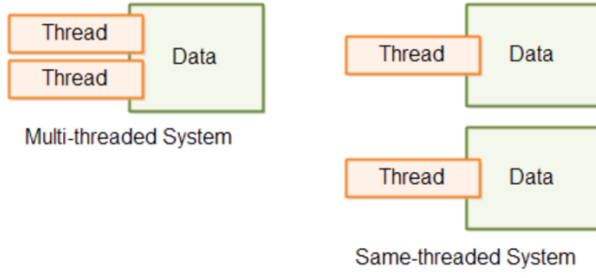 Thread
Data
Thread
Multi-threaded System
Thread Data
Thread Data
Same-threaded System